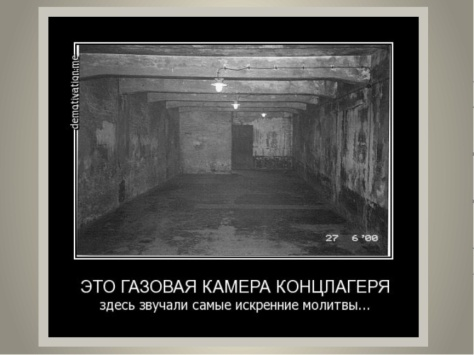 demotivation.me
27 6 '00
ЭТО ГАЗОВАЯ КАМЕРА КОНЦЛАГЕРЯ
здесь звучали самые искренние молитвы...